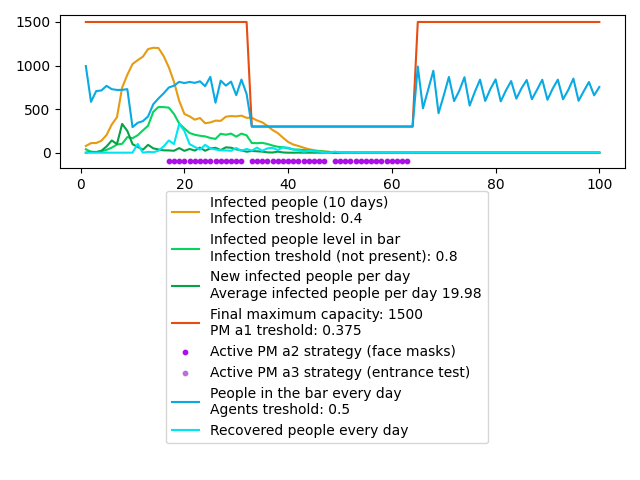 1500
1000
500
0
0
20
40
60
80
100
Infected people (10 days)
Infection treshold: 0.4
Infected people level in bar
Infection treshold (not present): 0.8
New infected people per day
Average infected people per day 19.98
Final maximum capacity: 1500
PM a1 treshold: 0.375
Active PM a2 strategy (face masks)
Active PM a3 strategy (entrance test)
People in the bar every day
Agents treshold: 0.5
Recovered people every day